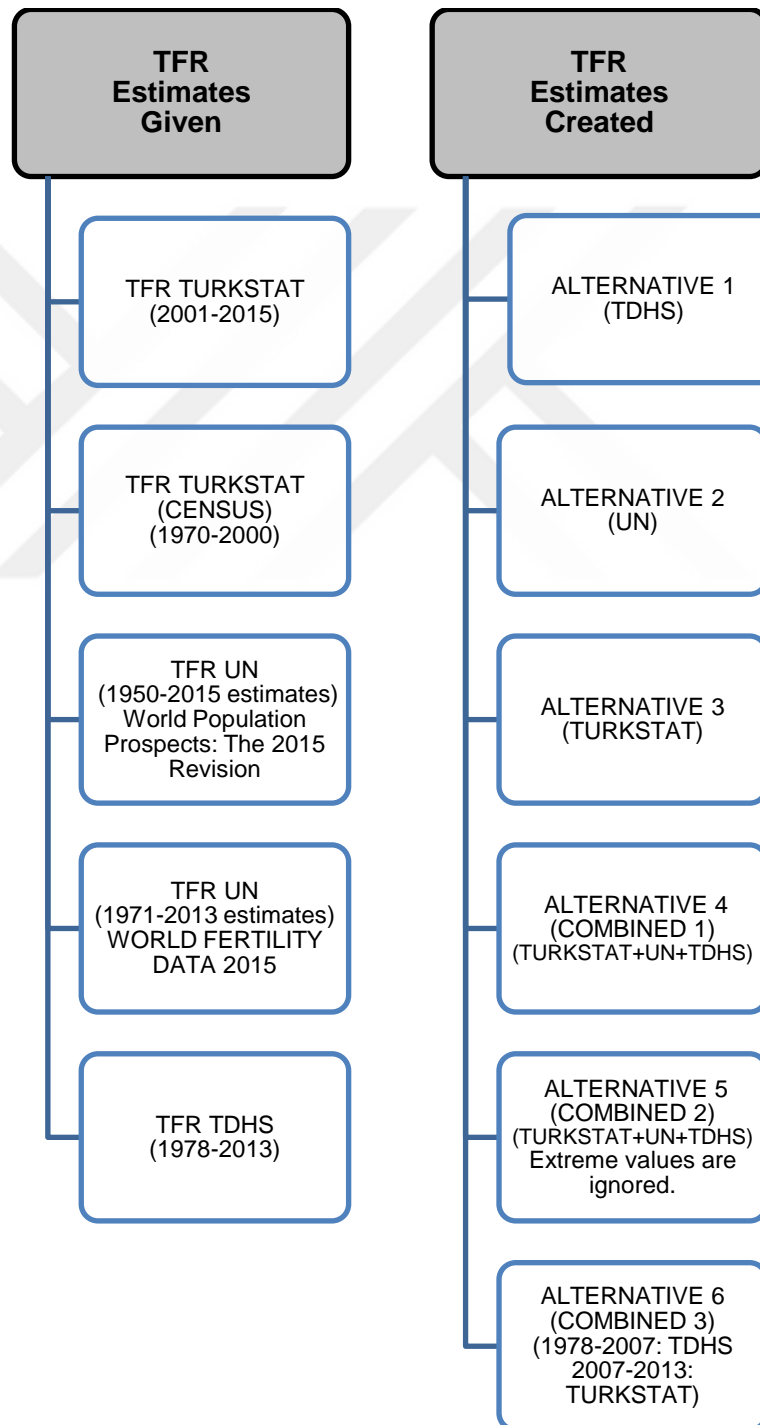 TFR
Estimates
Given
TFR TURKSTAT
(2001-2015)
TFR TURKSTAT
(CENSUS)
(1970-2000)
TFR UN
(1950-2015 estimates)
World Population
Prospects: The 2015
Revision
TFR UN
(1971-2013 estimates)
WORLD FERTILITY
DATA 2015
TFR TDHS
(1978-2013)
TFR
Estimates
Created
ALTERNATIVE 1
(TDHS)
ALTERNATIVE 2
(UN)
ALTERNATIVE 3
(TURKSTAT)
ALTERNATIVE 4
(COMBINED 1)
(TURKSTAT+UN+TDHS)
ALTERNATIVE 5
(COMBINED 2)
(TURKSTAT+UN+TDHS)
Extreme values are
ignored.
ALTERNATIVE 6
(COMBINED 3)
(1978-2007: TDHS
2007-2013:
TURKSTAT)